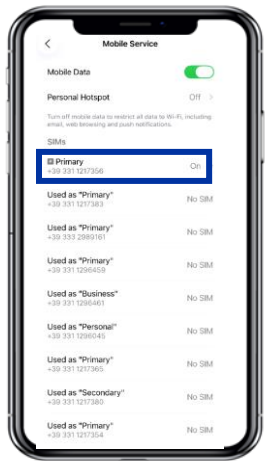 Mobile Service
Mobile Data
Personal Hotspot Off
Turn off mobile data to restrict all data to Wi-Fi, including
email, web browsing and push notifications.
SIMs
P Primary On
+39 331 1217356
Used as "Primary" No SIM
+39 331 1217383
Used as "Primary" No SIM
+39 333 2989161
Used as "Primary" No SIM
+39 331 1296459
Used as "Business" No SIM
+39 331 1290461
Used as "Personal" No SIM
+39 331 1296045
Used as "Primary" No SIM
+39 331 1217365
Used as "Secondary" No SIM
+39 331 1217380
Used as "Primary" No SIM
+39 331 1217354